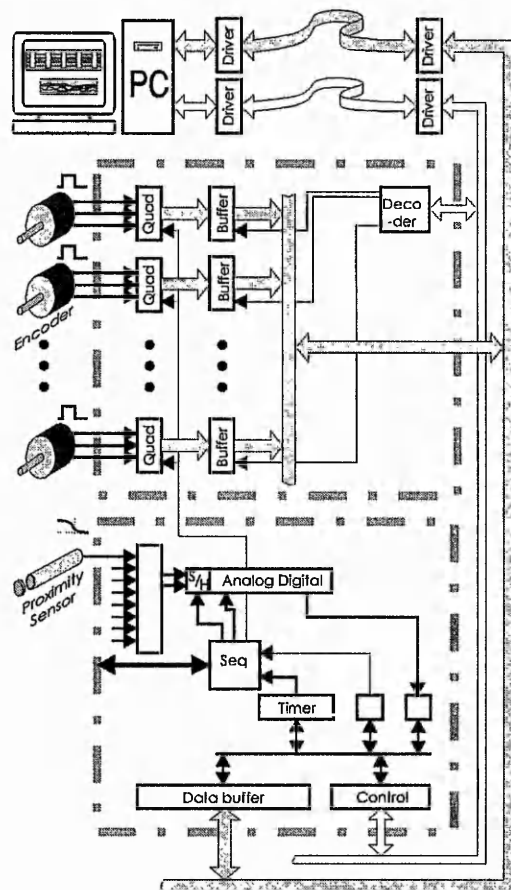 PC
Driver
Driver
Driver
Driver
Quad
Buffer
Deco
-der
Quad
Buffer
Encoder
Quad
Buffer
Proximity
Sensor
S/H
Analog Digital
Seq
Timer
Data buffer
Control